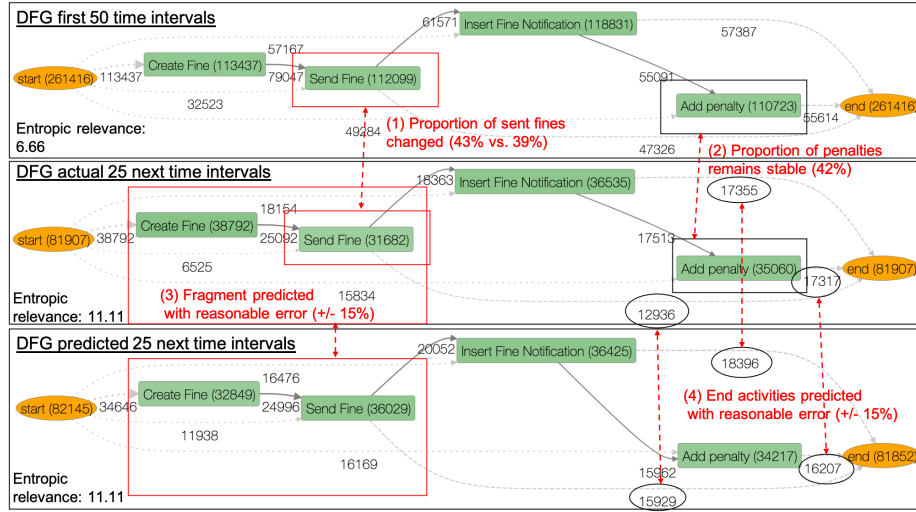 DFG first 50 time intervals
61571
Insert Fine Notification (118831)
57387
57167
Create Fine (113437)
start (261416)
113437
79047
Send Fine (112099)
55091
32523
Add penalty (110723)
end (261416)
55614
Entropic relevance:
6.66
49284
(1) Proportion of sent fines
changed (43% vs. 39%)
47326
(2) Proportion of penalties
remains stable (42%)
DFG actual 25 next time intervals
18363
Insert Fine Notification (36535)
17355
18154
Create Fine (38792)
start (81907)
38792
25092
Send Fine (31682)
17513
6525
Add penalty (35060)
end (81907)
17317
Entropic
relevance: 11.11
(3) Fragment predicted
with reasonable error (+/- 15%)
15834
12936
DFG predicted 25 next time intervals
20052
Insert Fine Notification (36425)
18396
16476
Create Fine (32849)
start (82145)
34646
24996
Send Fine (36029)
(4) End activities predicted
with reasonable error (+/- 15%)
11938
16169
Add penalty (34217)
end (81852)
15962
16207
Entropic
relevance: 11.11
15929